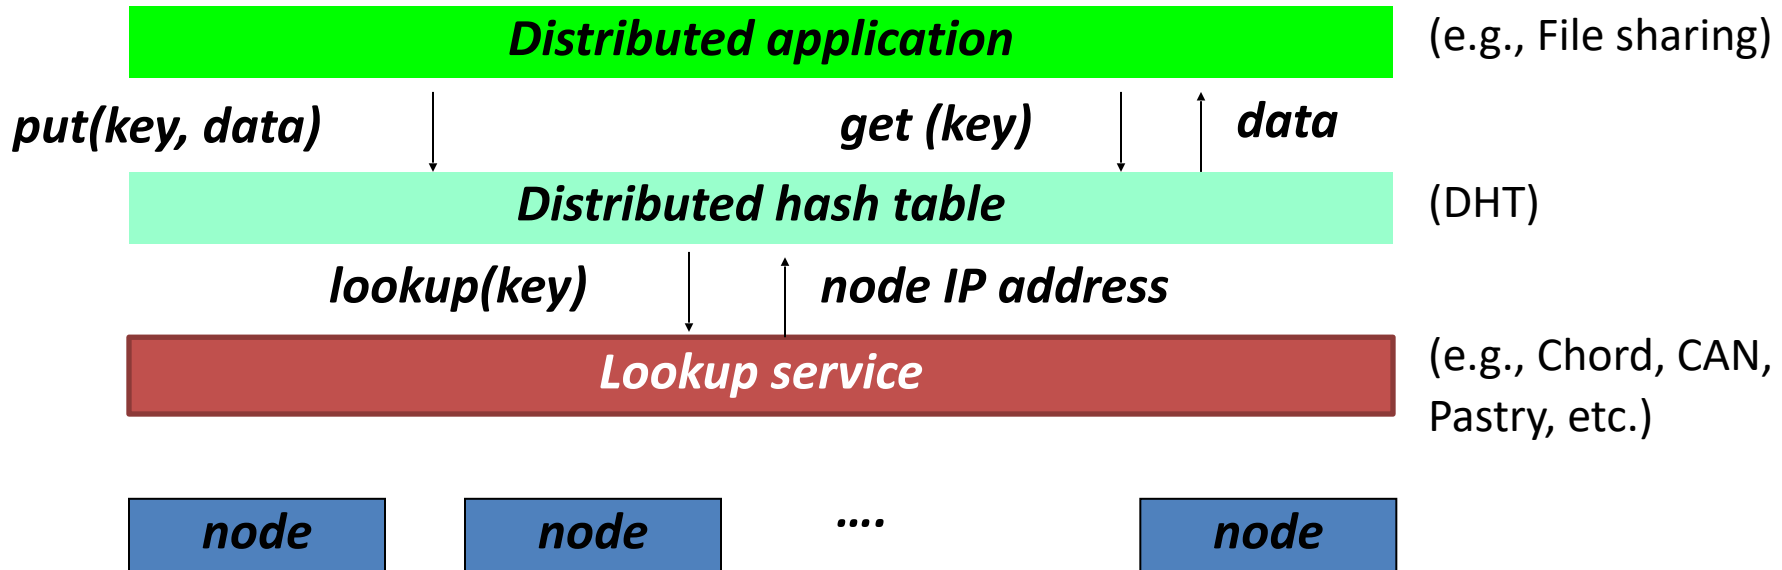 Distributed application
(e.g., File sharing)
put(key, data)
get (key)
data
Distributed hash table
(DHT)
lookup(key)
node IP address
Lookup service
(e.g., Chord, CAN,
Pastry, etc.)
node
node
....
node